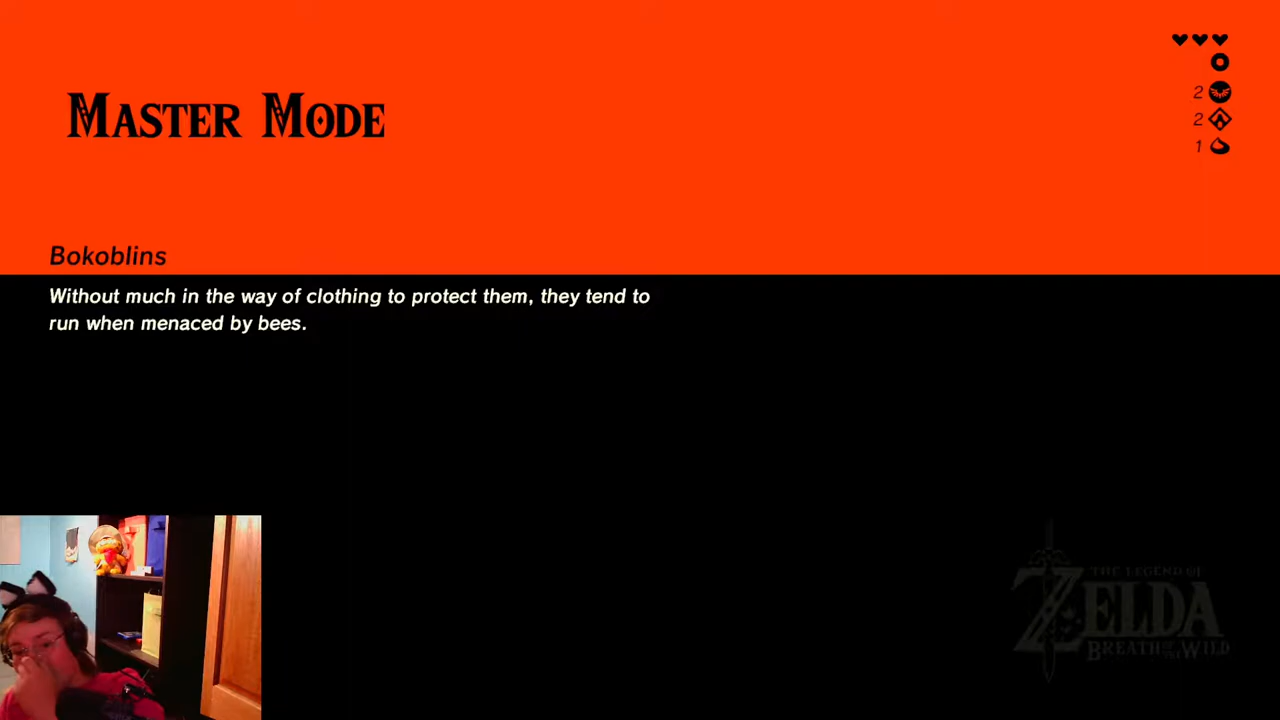 MASTER MODE
2
2
1
Bokoblins
Without much in the way of clothing to protect them, they tend to
run when menaced by bees.
THE LEGEND OF
ZELDA
BREATH OF THE WILD